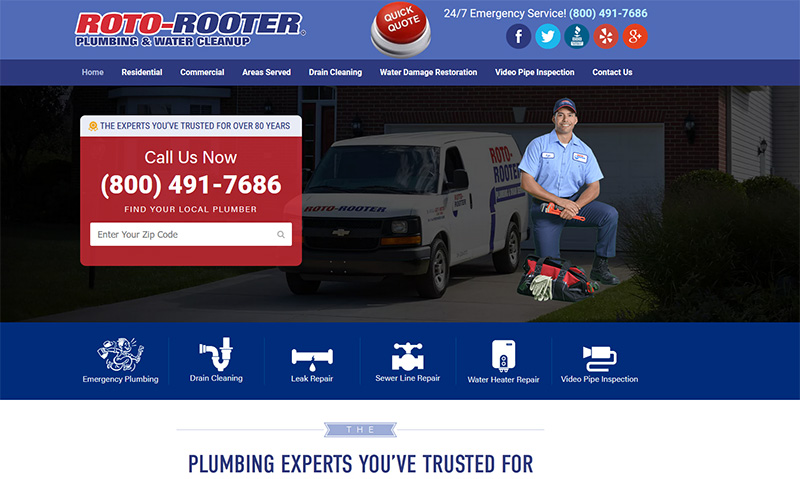 ROTO-ROOTER®
PLUMBING & WATER CLEANUP
QUICK
QUOTE
24/7 Emergency Service! (800) 491-7686
Home Residential Commercial Areas Served Drain Cleaning Water Damage Restoration Video Pipe Inspection Contact Us
THE EXPERTS YOU'VE TRUSTED FOR OVER 80 YEARS
Call Us Now
(800) 491-7686
FIND YOUR LOCAL PLUMBER
Enter Your Zip Code
ROTO-ROOTER
ROTO-
ROOTER
Emergency Plumbing Drain Cleaning Leak Repair Sewer Line Repair Water Heater Repair Video Pipe Inspection
THE
PLUMBING EXPERTS YOU'VE TRUSTED FOR